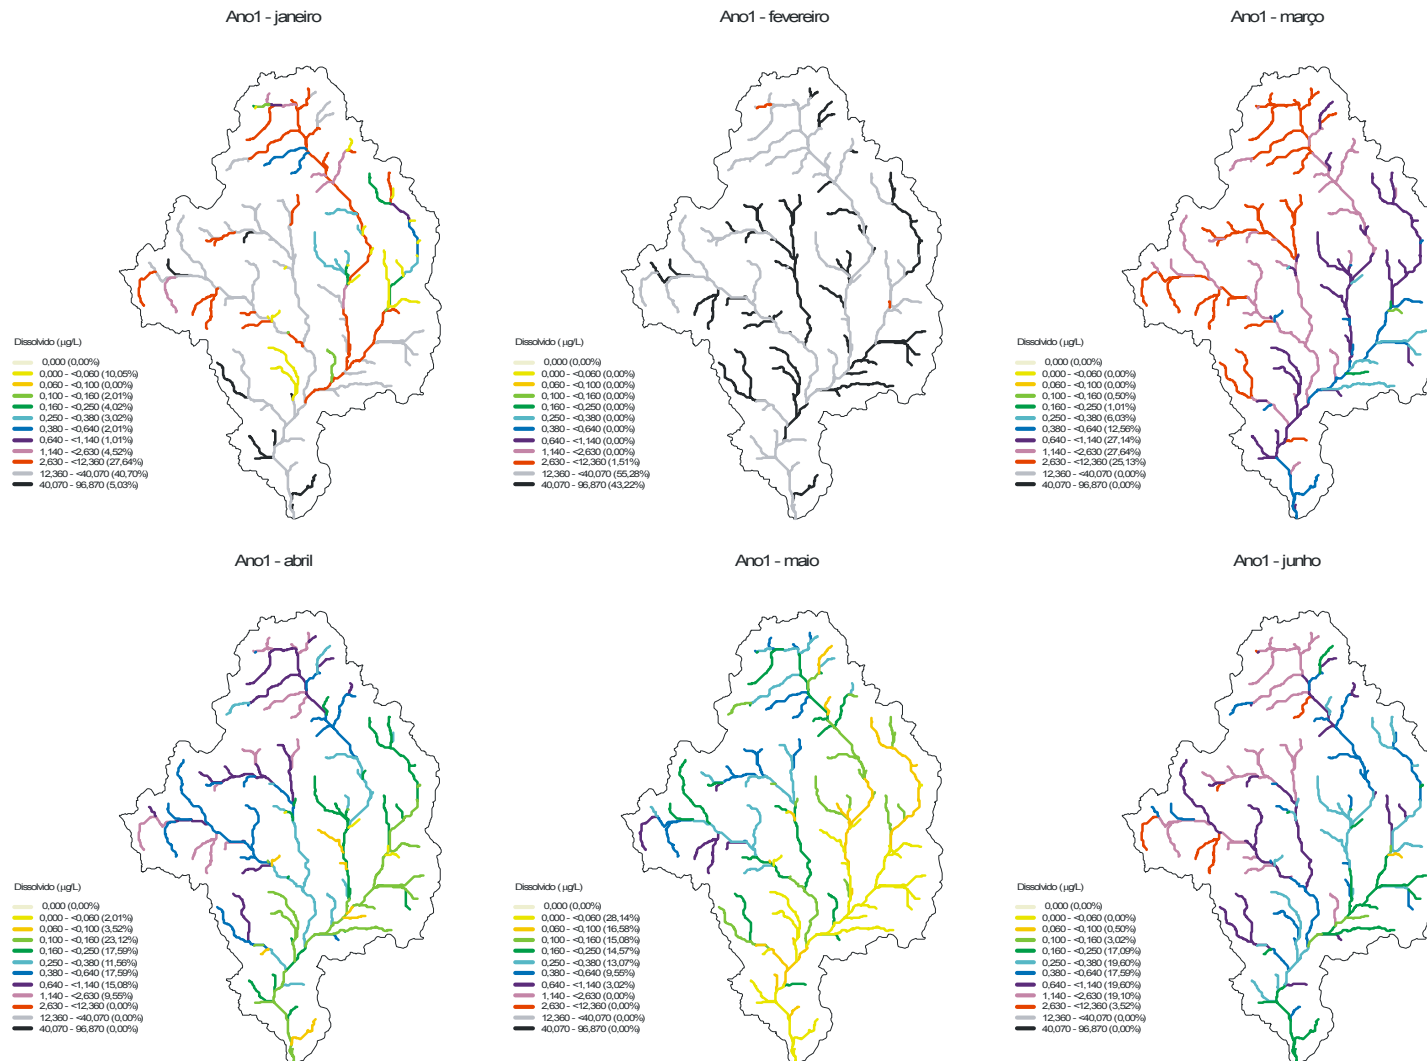 Ano1 - janeiro
Ano1 - fevereiro
Ano1 - março
Dissolvido (µg/L)
0,000 (0,00%)
0,000 - <0,060 (10,05%)
0,060 - <0,100 (0,00%)
0,100 - <0,160 (2,01%)
0,160 - <0,250 (4,02%)
0,250 - <0,380 (3,02%)
0,380 - <0,640 (2,01%)
0,640 - <1,140 (1,01%)
1,140 - <2,630 (4,52%)
2,630 - <12,360 (27,64%)
12,360 - <40,070 (40,70%)
40,070 - 96,870 (5,03%)
Dissolvido (µg/L)
0,000 (0,00%)
0,000 - <0,060 (0,00%)
0,060 - <0,100 (0,00%)
0,100 - <0,160 (0,00%)
0,160 - <0,250 (0,00%)
0,250 - <0,380 (0,00%)
0,380 - <0,640 (0,00%)
0,640 - <1,140 (0,00%)
1,140 - <2,630 (0,00%)
2,630 - <12,360 (1,51%)
12,360 - <40,070 (55,28%)
40,070 - 96,870 (43,22%)
Dissolvido (µg/L)
0,000 (0,00%)
0,000 - <0,060 (0,00%)
0,060 - <0,100 (0,00%)
0,100 - <0,160 (0,50%)
0,160 - <0,250 (1,01%)
0,250 - <0,380 (6,03%)
0,380 - <0,640 (12,56%)
0,640 - <1,140 (27,14%)
1,140 - <2,630 (27,64%)
2,630 - <12,360 (25,13%)
12,360 - <40,070 (0,00%)
40,070 - 96,870 (0,00%)
Ano1 - abril
Ano1 - maio
Ano1 - junho
Dissolvido (µg/L)
0,000 (0,00%)
0,000 - <0,060 (2,01%)
0,060 - <0,100 (3,52%)
0,100 - <0,160 (23,12%)
0,160 - <0,250 (17,59%)
0,250 - <0,380 (11,56%)
0,380 - <0,640 (17,59%)
0,640 - <1,140 (15,08%)
1,140 - <2,630 (9,55%)
2,630 - <12,360 (0,00%)
12,360 - <40,070 (0,00%)
40,070 - 96,870 (0,00%)
Dissolvido (µg/L)
0,000 (0,00%)
0,000 - <0,060 (28,14%)
0,060 - <0,100 (16,58%)
0,100 - <0,160 (15,08%)
0,160 - <0,250 (14,57%)
0,250 - <0,380 (13,07%)
0,380 - <0,640 (9,55%)
0,640 - <1,140 (3,02%)
1,140 - <2,630 (0,00%)
2,630 - <12,360 (0,00%)
12,360 - <40,070 (0,00%)
40,070 - 96,870 (0,00%)
Dissolvido (µg/L)
0,000 (0,00%)
0,000 - <0,060 (0,00%)
0,060 - <0,100 (0,50%)
0,100 - <0,160 (3,02%)
0,160 - <0,250 (17,09%)
0,250 - <0,380 (19,60%)
0,380 - <0,640 (17,59%)
0,640 - <1,140 (19,60%)
1,140 - <2,630 (19,10%)
2,630 - <12,360 (3,52%)
12,360 - <40,070 (0,00%)
40,070 - 96,870 (0,00%)